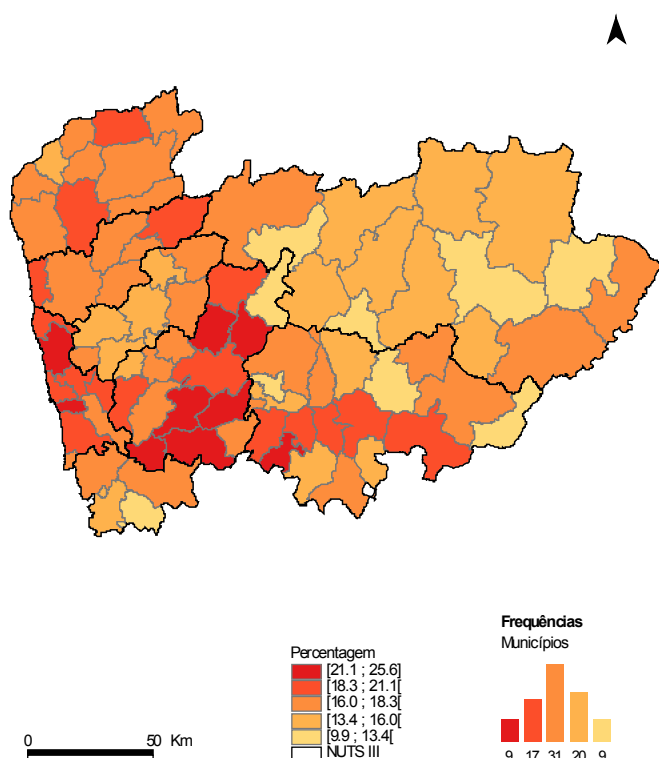 Percentagem
[21.1 ; 25.6]
[18.3 ; 21.1[
[16.0 ; 18.3[
[13.4 ; 16.0[
[9.9 ; 13.4[
NUTS III
0 50 Km
Frequências
Municípios
9 17 31 20 9